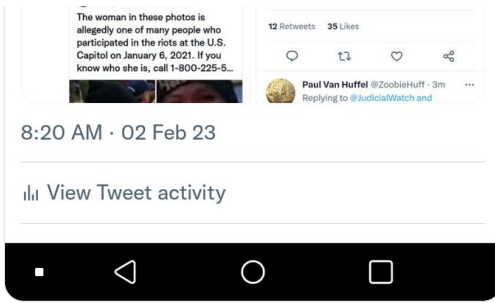 The woman in these photos is
allegedly one of many people who
participated in the riots at the U.S.
Capitol on January 6, 2021. If you
know who she is, call 1-800-225-5...
12 Retweets 35 Likes
Paul Van Huffel @ZoobieHuff · 3m ...
Replying to @JudicialWatch and
8:20 AM · 02 Feb 23
View Tweet activity